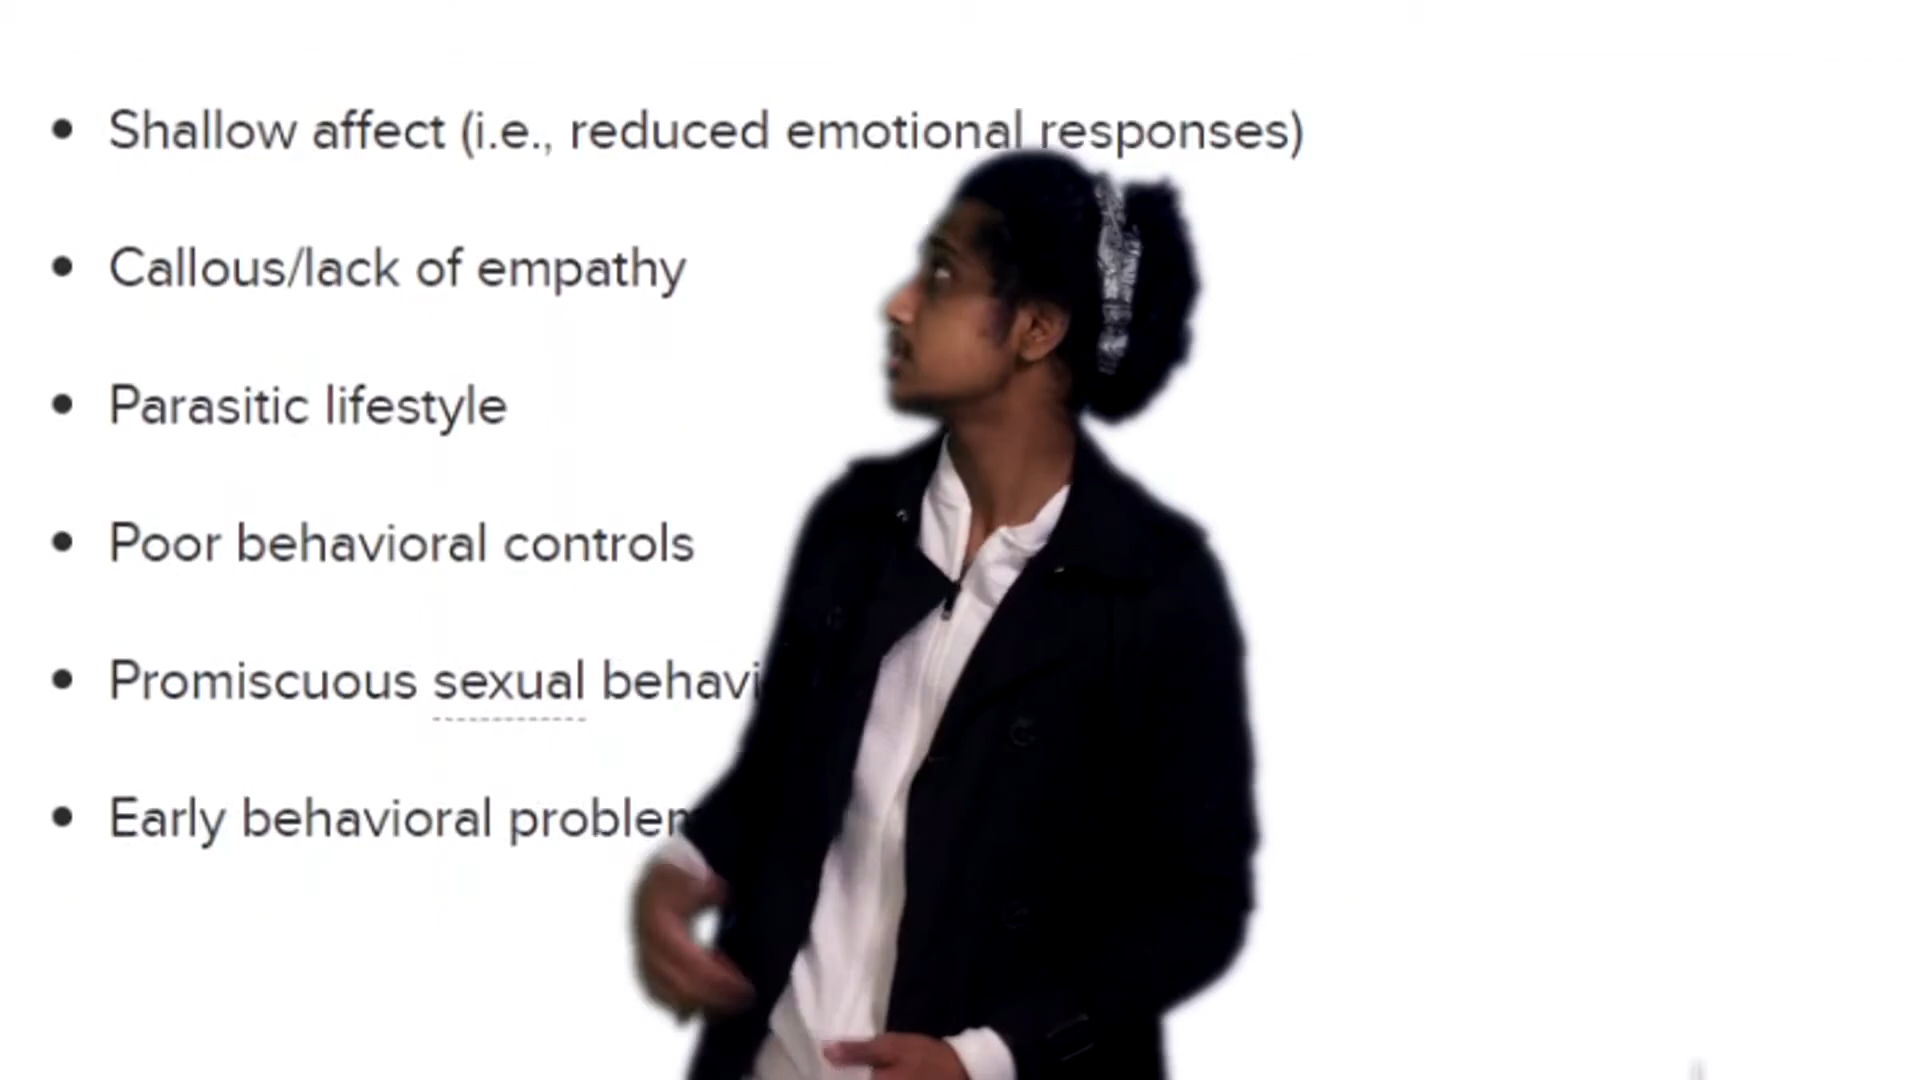 • Shallow affect (i.e., reduced emotional responses)
• Callous/lack of empathy
• Parasitic lifestyle
• Poor behavioral controls
• Promiscuous sexual behavi
• Early behavioral problem